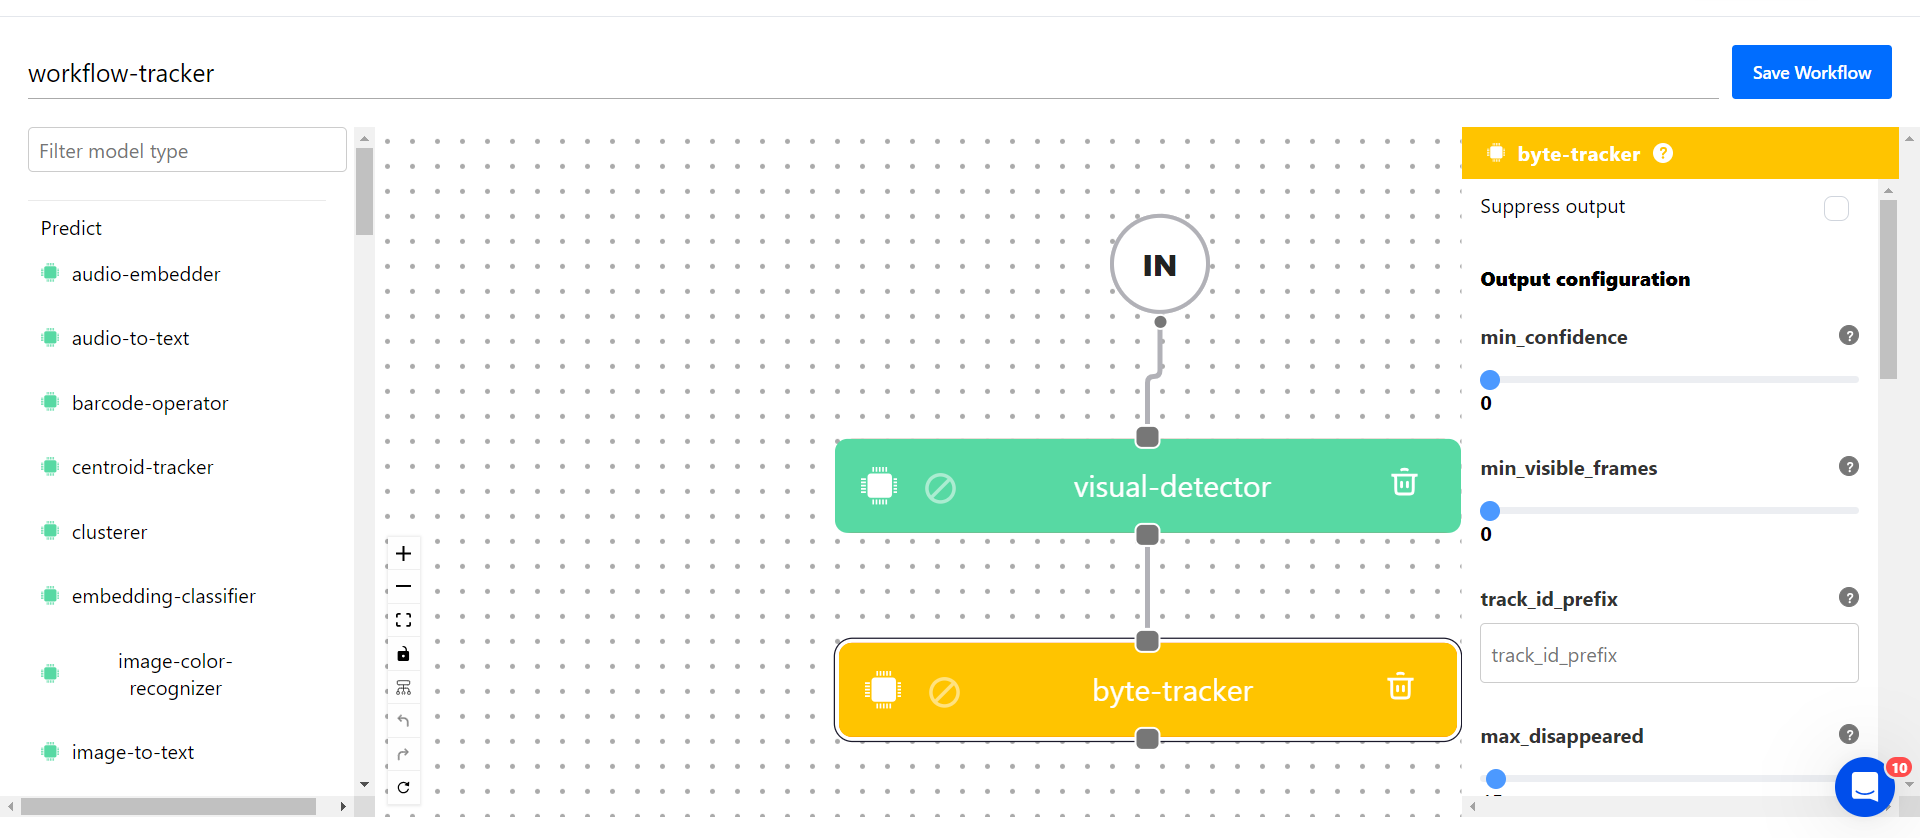 workflow-tracker
Save Workflow
Filter model type
Predict
audio-embedder
audio-to-text
barcode-operator
centroid-tracker
clusterer
embedding-classifier
image-color-
recognizer
image-to-text
IN
visual-detector
byte-tracker
byte-tracker ?
Suppress output
Output configuration
min_confidence ?
0
min_visible_frames ?
0
track_id_prefix ?
track_id_prefix
max_disappeared ?
10